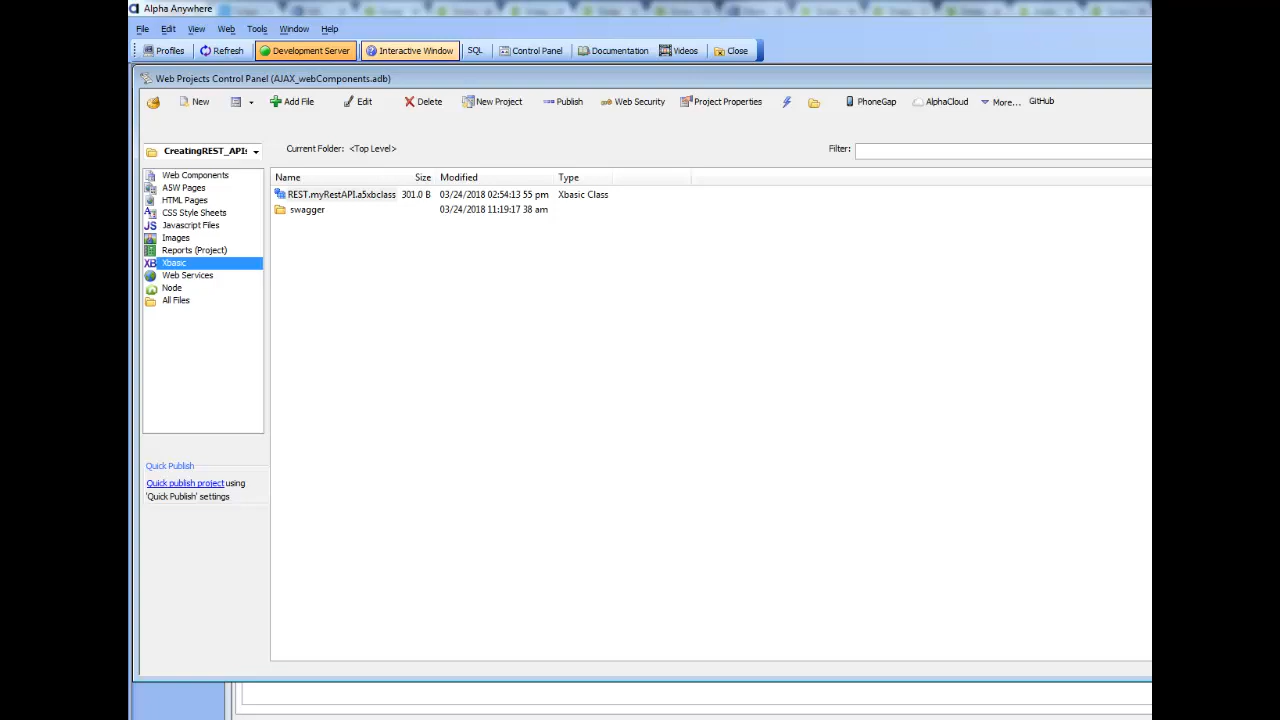 Alpha Anywhere
File Edit View Web Tools Window Help
Profiles Refresh Development Server Interactive Window SQL Control Panel Documentation Videos Close
Web Projects Control Panel (AJAX_webComponents.adb)
New Add File Edit Delete New Project Publish Web Security Project Properties PhoneGap AlphaCloud More... GitHub
CreatingREST_APIs Current Folder: <Top Level> Filter:
Name Size Modified Type
REST.myRestAPI.a5xbclass 301.0 B 03/24/2018 02:54:13 55 pm Xbasic Class
swagger 03/24/2018 11:19:17 38 am
Web Components
A5W Pages
HTML Pages
CSS Style Sheets
Javascript Files
Images
Reports (Project)
Xbasic
Web Services
Node
All Files
Quick Publish
Quick publish project using
'Quick Publish' settings